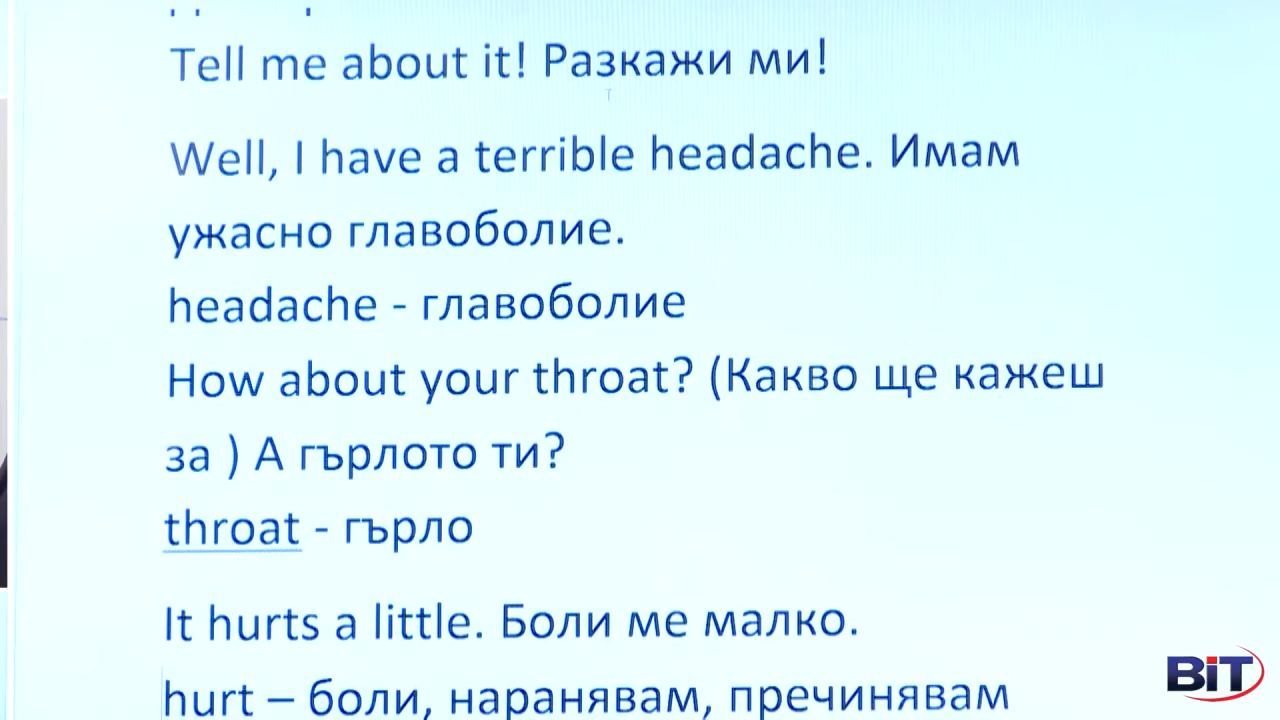 Tell me about it! Разкажи ми!
Well, I have a terrible headache. Имам
ужасно главоболие.
headache - главоболие
How about your throat? (Какво ще кажеш
за ) А гърлото ти?
throat - гърло
It hurts a little. Боли ме малко.
hurt – боли, наранявам, пречинявам
BiT